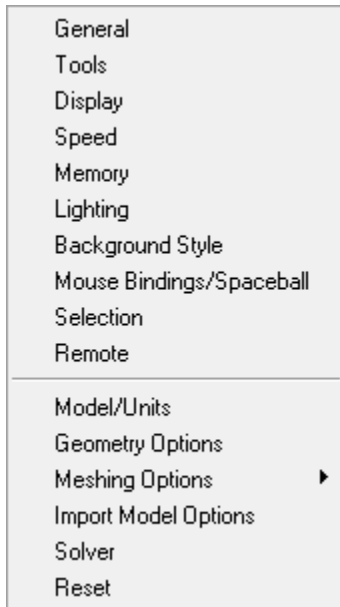 General
Tools
Display
Speed
Memory
Lighting
Background Style
Mouse Bindings/Spaceball
Selection
Remote
Model/Units
Geometry Options
Meshing Options
Import Model Options
Solver
Reset